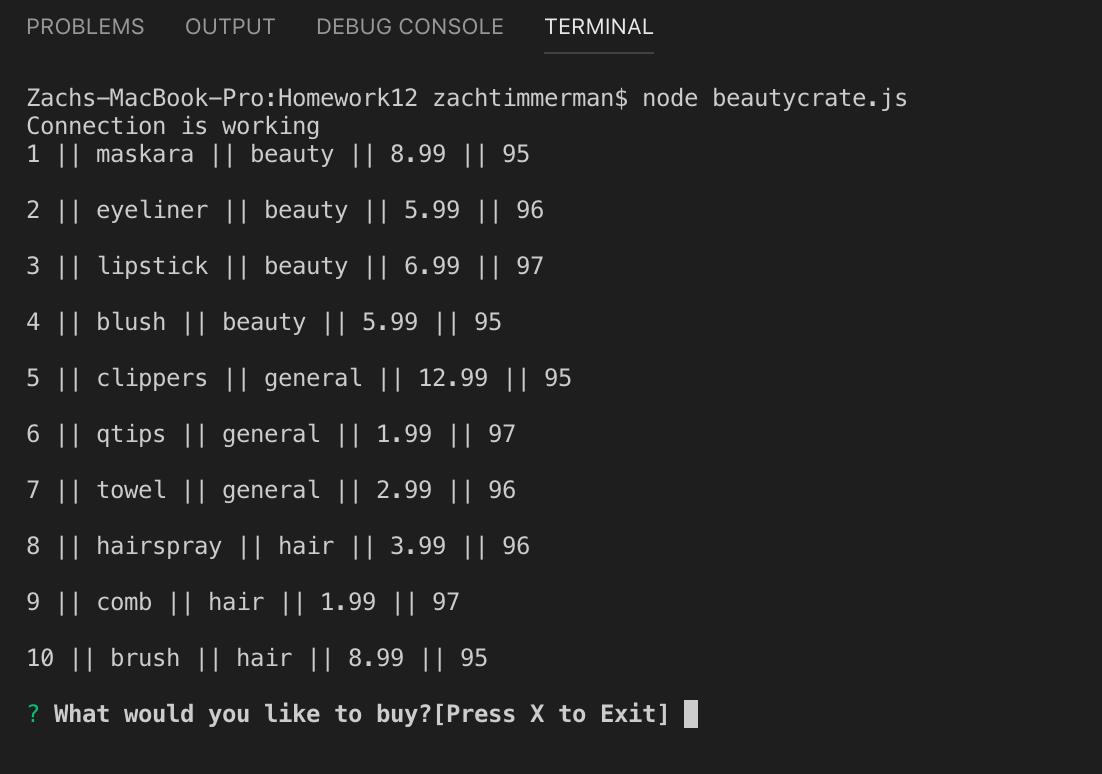 PROBLEMS OUTPUT DEBUG CONSOLE TERMINAL
Zachs-MacBook-Pro:Homework12 zachtimmerman$ node beautycrate.js
Connection is working
1 || maskara || beauty || 8.99 || 95
2 || eyeliner || beauty || 5.99 || 96
3 || lipstick || beauty || 6.99 || 97
4 || blush || beauty || 5.99 || 95
5 || clippers || general || 12.99 || 95
6 || qtips || general || 1.99 || 97
7 || towel || general || 2.99 || 96
8 || hairspray || hair || 3.99 || 96
9 || comb || hair || 1.99 || 97
10 || brush || hair || 8.99 || 95
? What would you like to buy?[Press X to Exit]